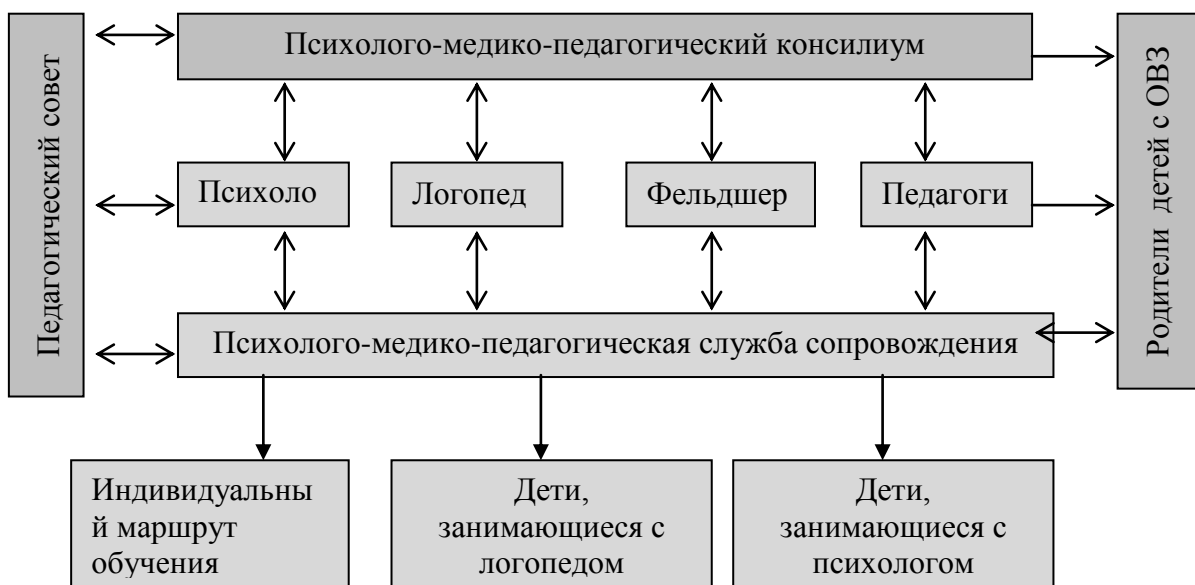 Педагогический совет
Психолого-медико-педагогический консилиум
Родители детей с ОВЗ
Психоло
Логопед
Фельдшер
Педагоги
Психолого-медико-педагогическая служба сопровождения
Индивидуальны
й маршрут
обучения
Дети,
занимающиеся с
логопедом
Дети,
занимающиеся с
психологом